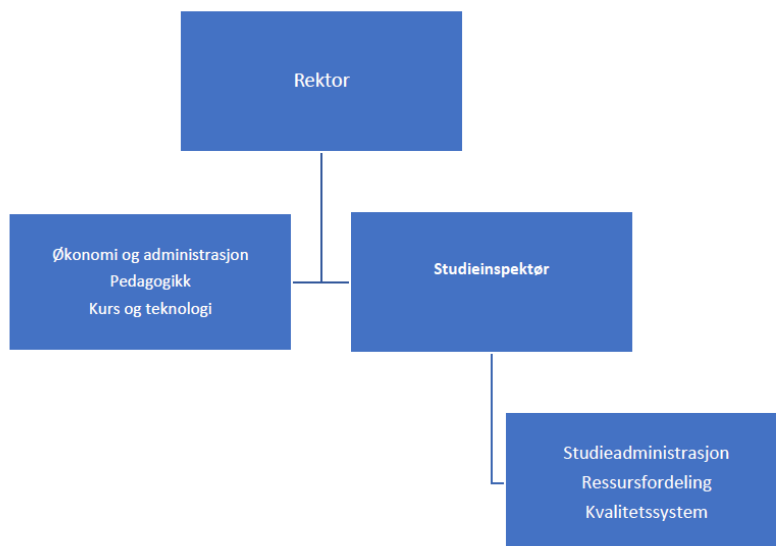 Rektor
Økonomi og administrasjon
Pedagogikk
Kurs og teknologi
Studieinspektør
Studieadministrasjon
Ressursfordeling
Kvalitetssystem